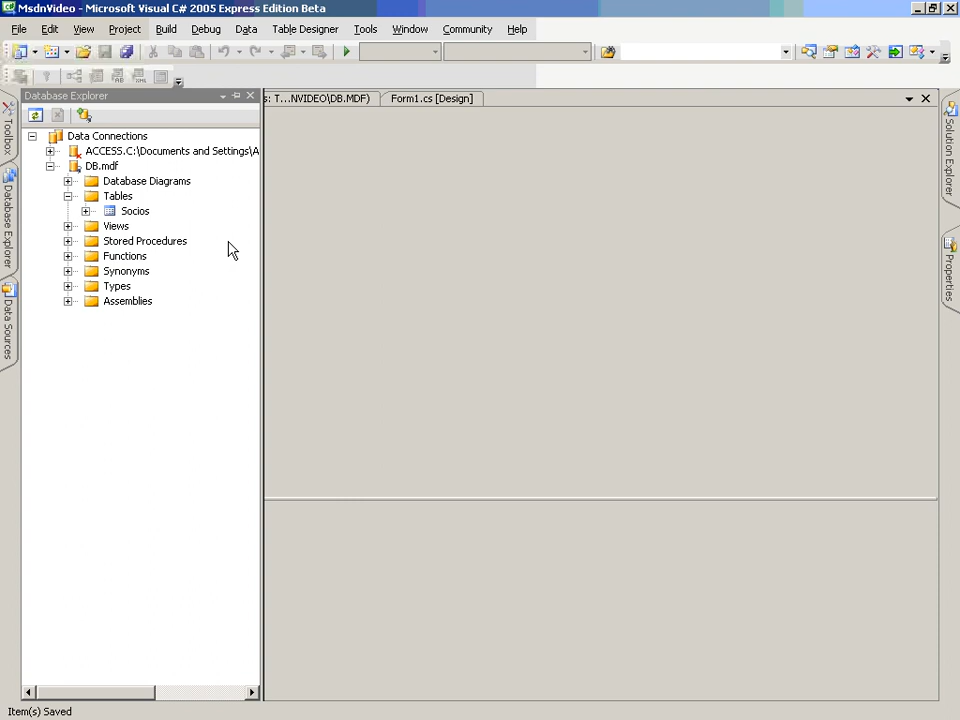 MsdnVideo - Microsoft Visual C# 2005 Express Edition Beta
File Edit View Project Build Debug Data Table Designer Tools Window Community Help
Database Explorer
s: T...NVIDEO\DB.MDF) Form1.cs [Design]
Data Connections
ACCESS.C:\Documents and Settings\A
DB.mdf
Database Diagrams
Tables
Socios
Views
Stored Procedures
Functions
Synonyms
Types
Assemblies
Toolbox
Database Explorer
Data Sources
Solution Explorer
Properties
Item(s) Saved